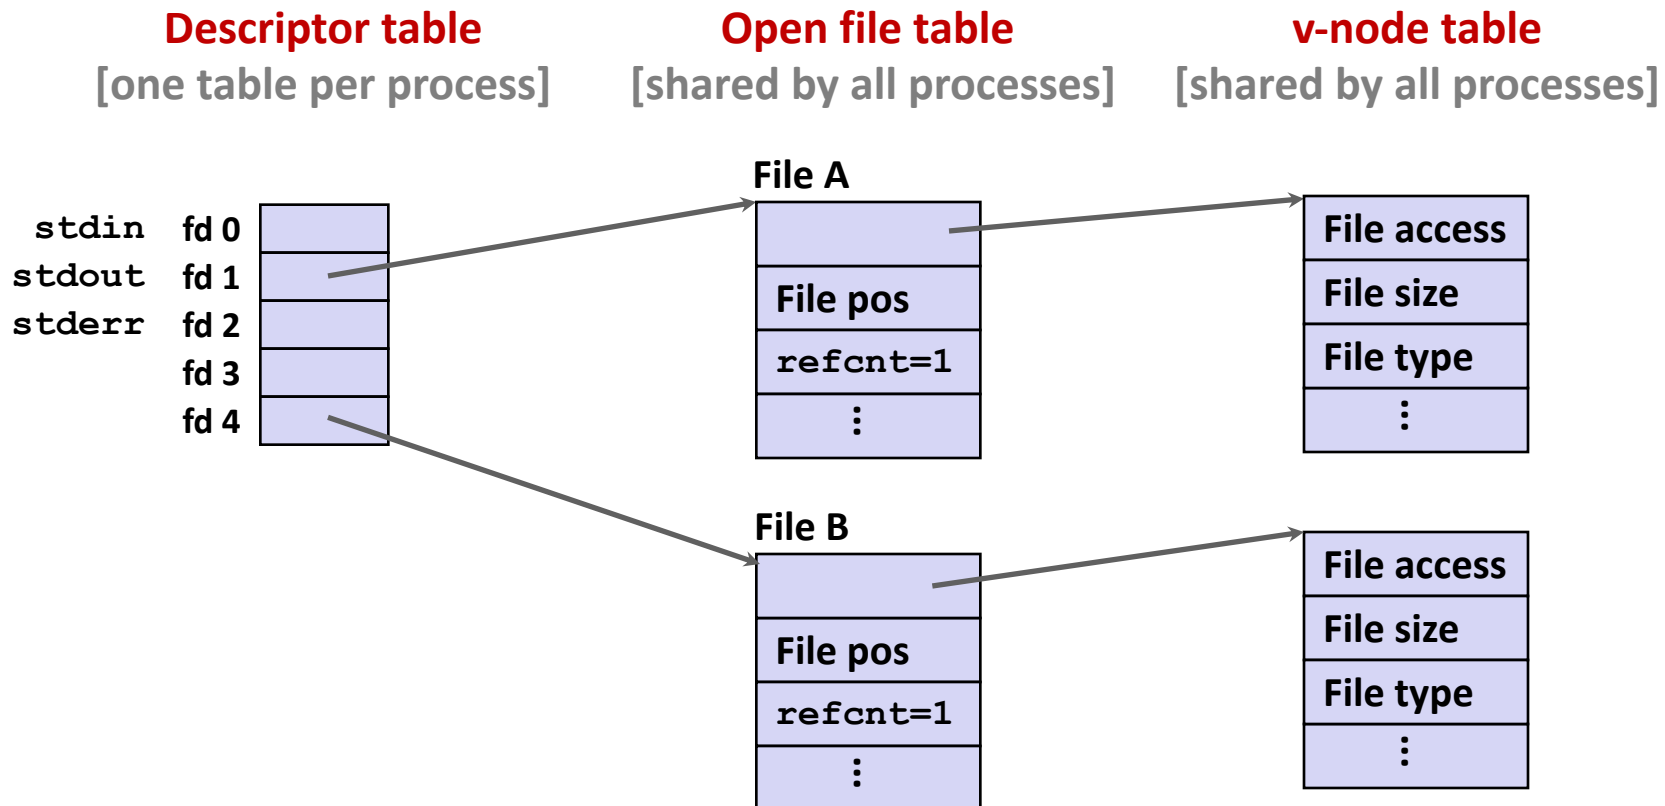 Descriptor table
[one table per process]
Open file table
[shared by all processes]
v-node table
[shared by all processes]
stdin fd 0
stdout fd 1
stderr fd 2
fd 3
fd 4
File A
File pos
refcnt=1
⋮
File access
File size
File type
⋮
File B
File pos
refcnt=1
⋮
File access
File size
File type
⋮